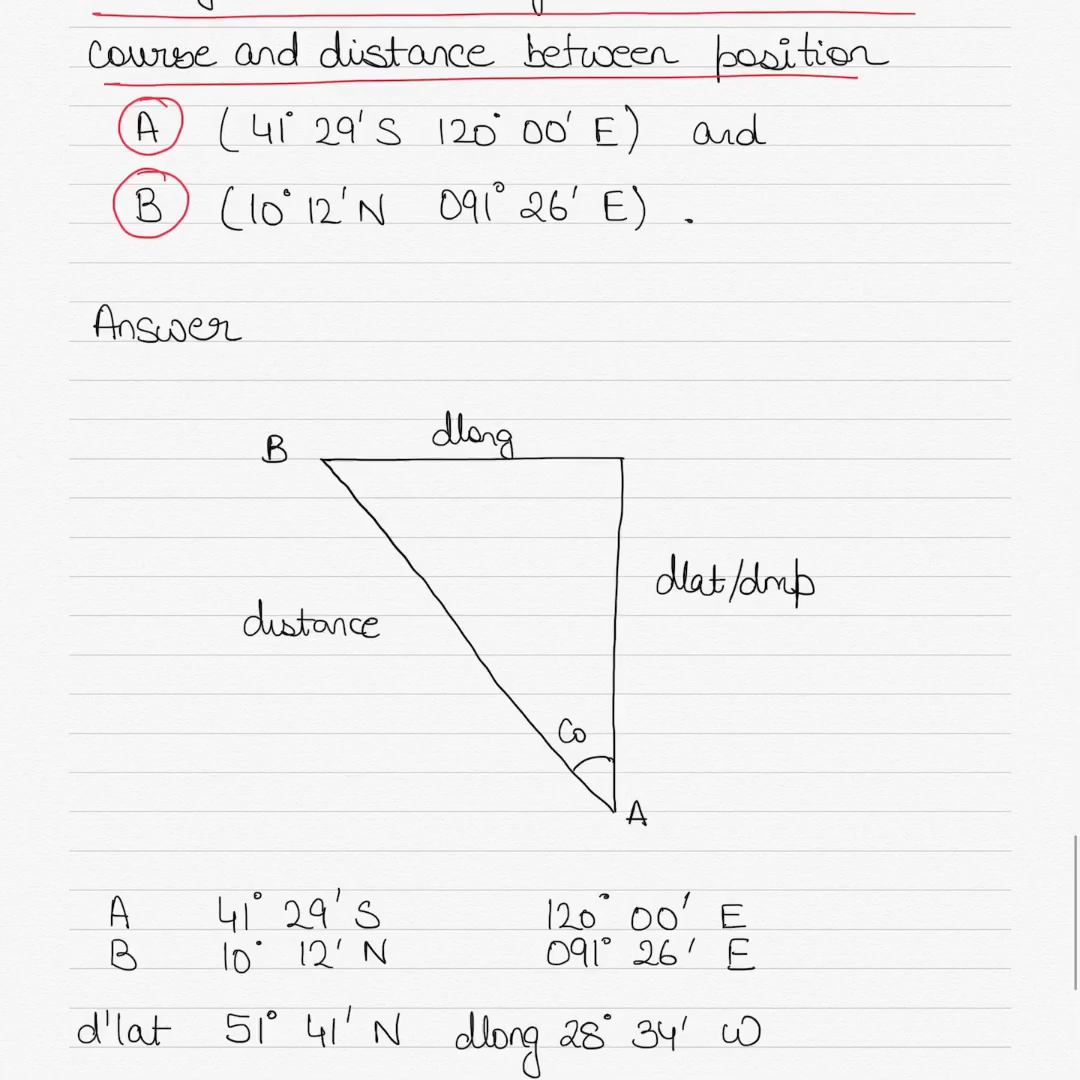 course and distance between position
A (41° 29' S 120° 00' E) and
B (10° 12' N 091° 26' E).
Answer
dlong
B
dlat/dmp
distance
Co
A
A 41° 29' S 120° 00' E
B 10° 12' N 091° 26' E
d'lat 51° 41' N dlong 28° 34' W